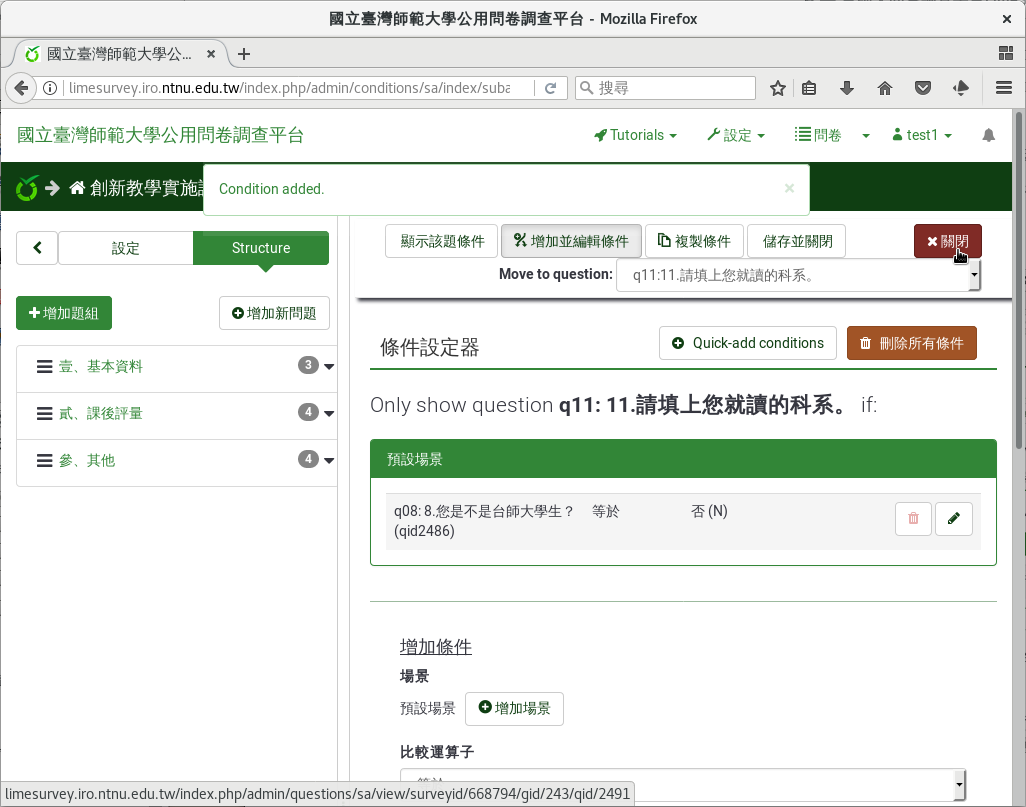 國立臺灣師範大學公用問卷調查平台 - Mozilla Firefox
國立臺灣師範大學公...
limesurvey.iro.ntnu.edu.tw/index.php/admin/conditions/sa/index/suba
搜尋
國立臺灣師範大學公用問卷調查平台
Tutorials
設定
問卷
test1
創新教學實施
Condition added.
×
設定
Structure
顯示該題條件
增加並編輯條件
複製條件
儲存並關閉
關閉
Move to question:
q11:11.請填上您就讀的科系。
增加題組
增加新問題
壹、基本資料 3
貳、課後評量 4
參、其他 4
條件設定器
Quick-add conditions
刪除所有條件
Only show question q11: 11.請填上您就讀的科系。 if:
預設場景
q08: 8.您是不是台師大學生？ 等於 否 (N)
(qid2486)
增加條件
場景
預設場景
增加場景
比較運算子
limesurvey.iro.ntnu.edu.tw/index.php/admin/questions/sa/view/surveyid/668794/gid/243/qid/2491